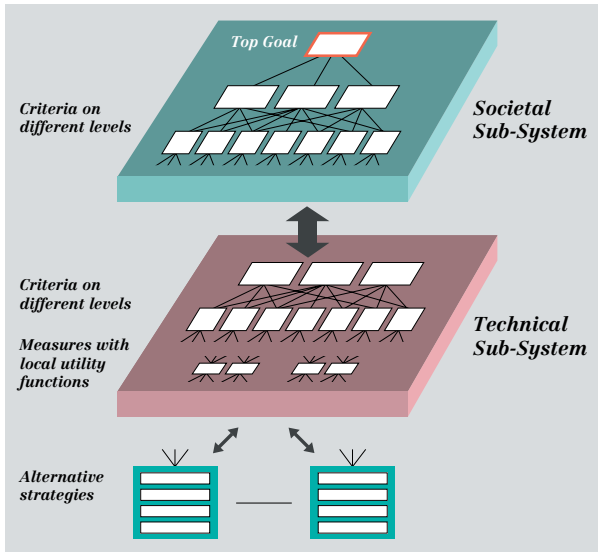 Top Goal
Criteria on
different levels
Societal
Sub-System
Criteria on
different levels
Measures with
local utility
functions
Technical
Sub-System
Alternative
strategies